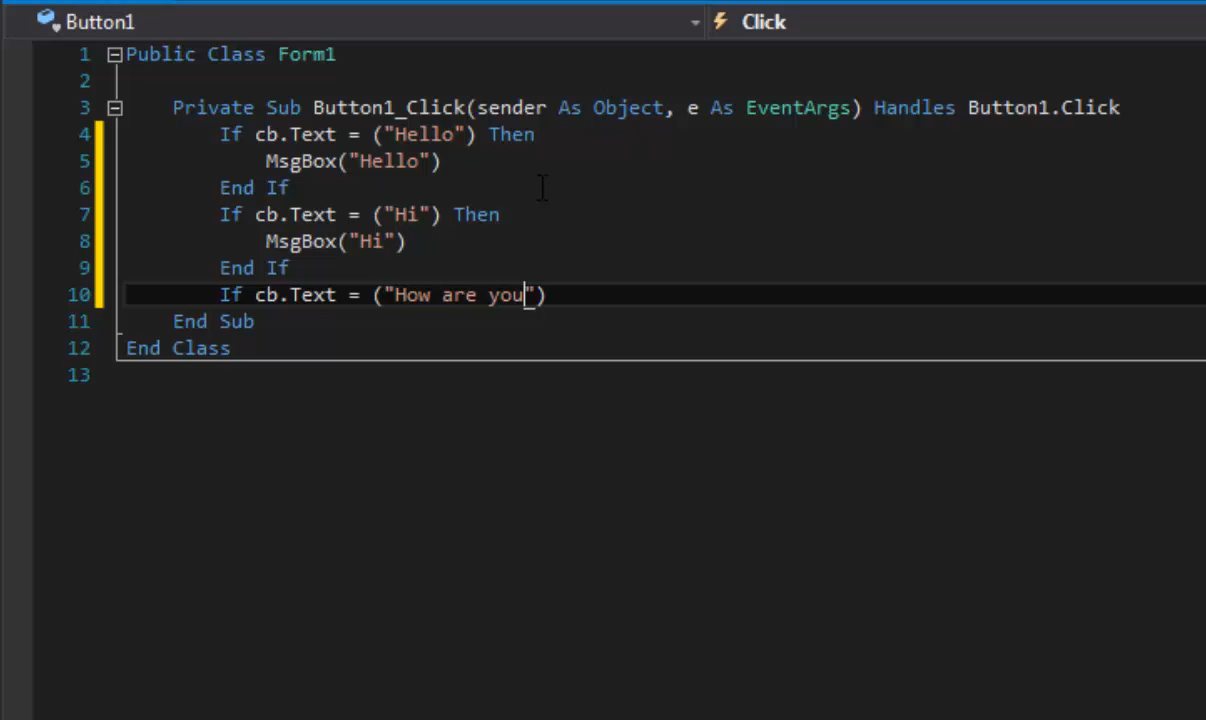 Button1 Click
1 Public Class Form1
2
3 Private Sub Button1_Click(sender As Object, e As EventArgs) Handles Button1.Click
4 If cb.Text = ("Hello") Then
5 MsgBox("Hello")
6 End If
7 If cb.Text = ("Hi") Then
8 MsgBox("Hi")
9 End If
10 If cb.Text = ("How are you")
11 End Sub
12 End Class
13